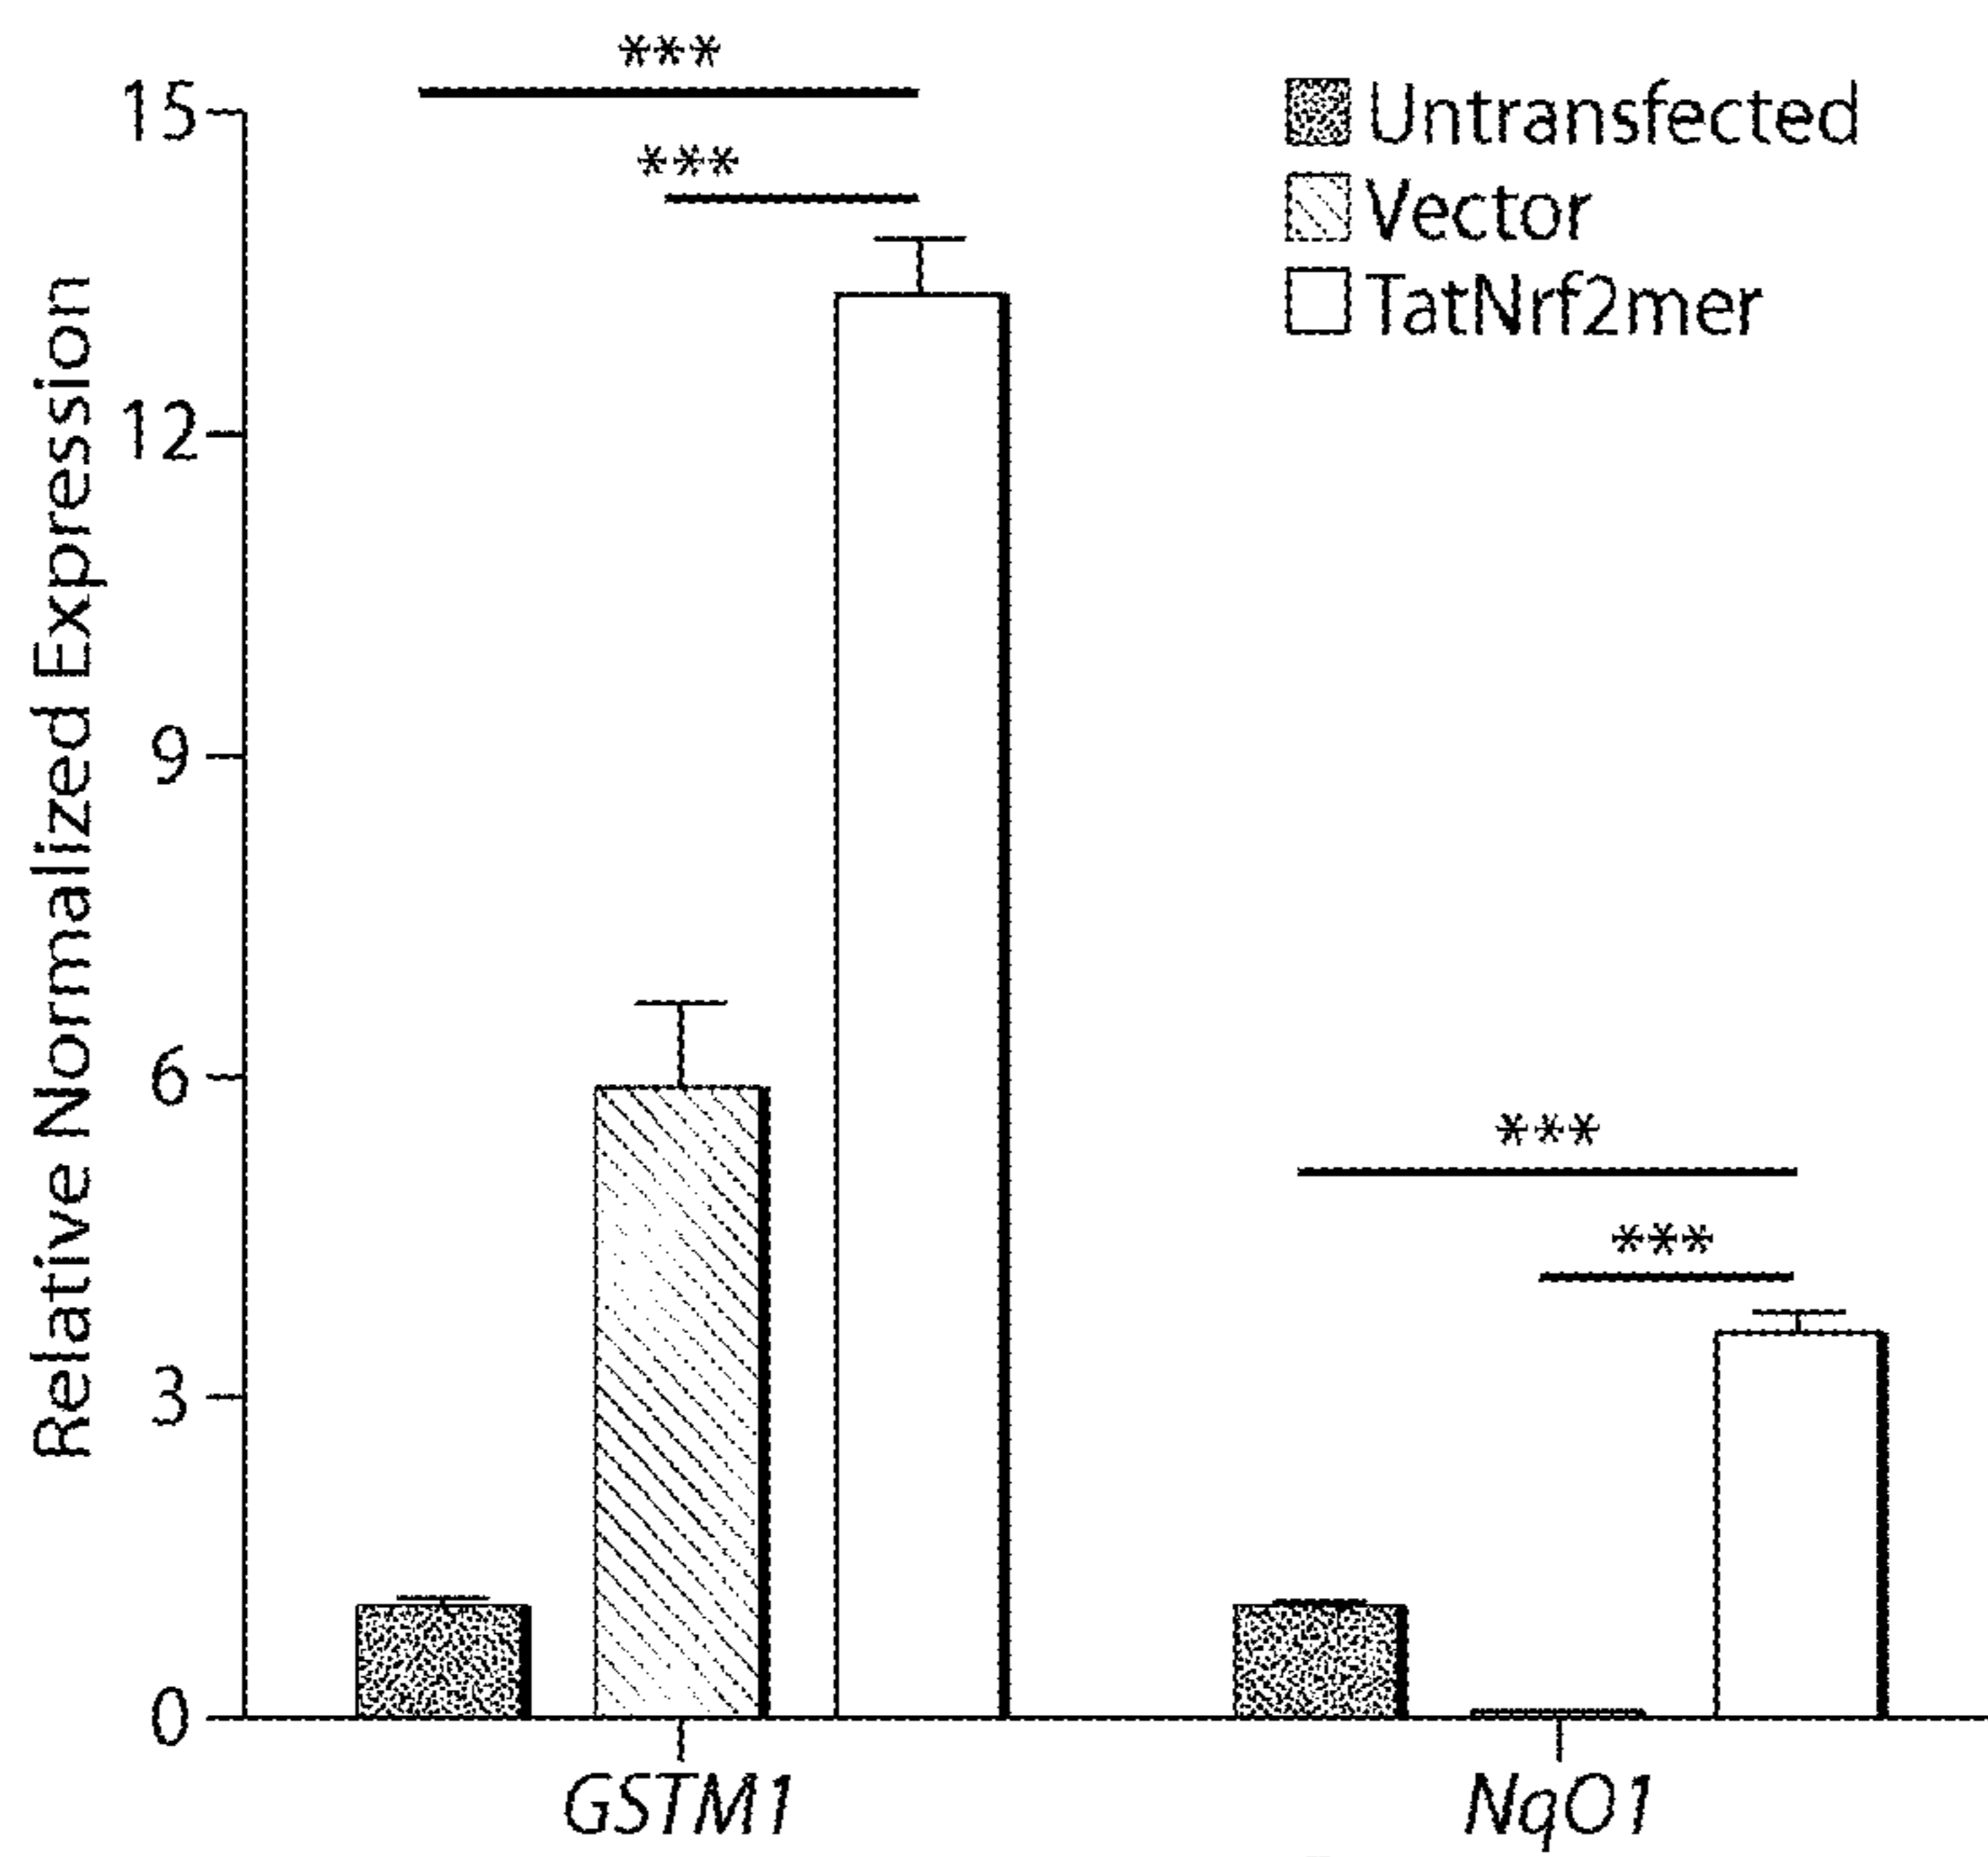 ***
15
***
Untransfected
Vector
TatNrf2mer
Relative Normalized Expression
12
9
6
***
***
3
0
GSTM1
NqO1